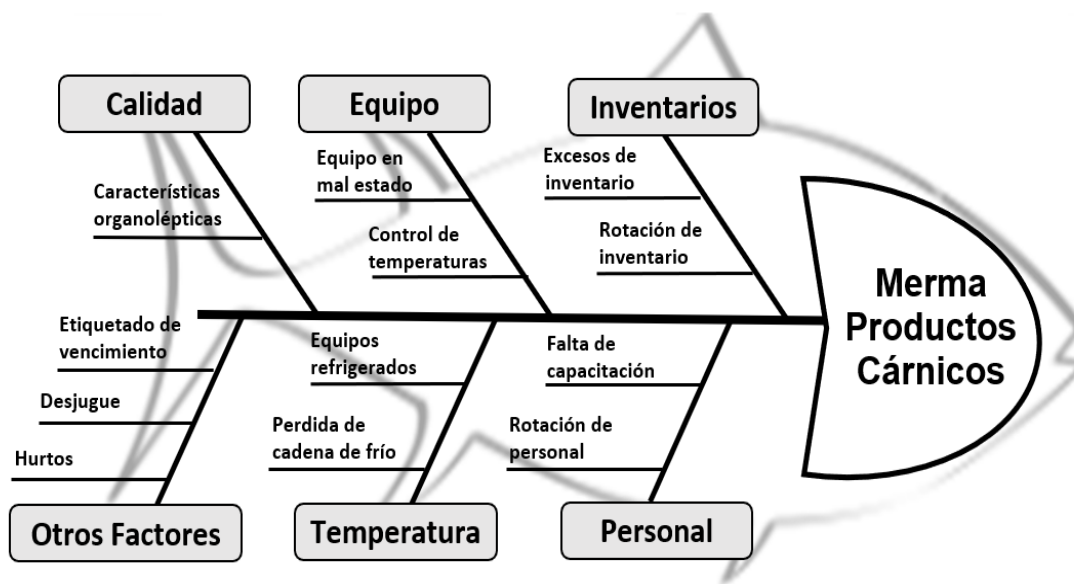 Calidad
Equipo
Inventarios
Característícas
organolépticas
Equipo en
mal estado
Control de
temperaturas
Excesos de
inventario
Rotación de
inventario
Merma
Productos
Cárnicos
Etiquetado de
vencimiento
Desjugue
Hurtos
Equipos
refrigerados
Perdida de
cadena de frío
Falta de
capacitación
Rotación de
personal
Otros Factores
Temperatura
Personal